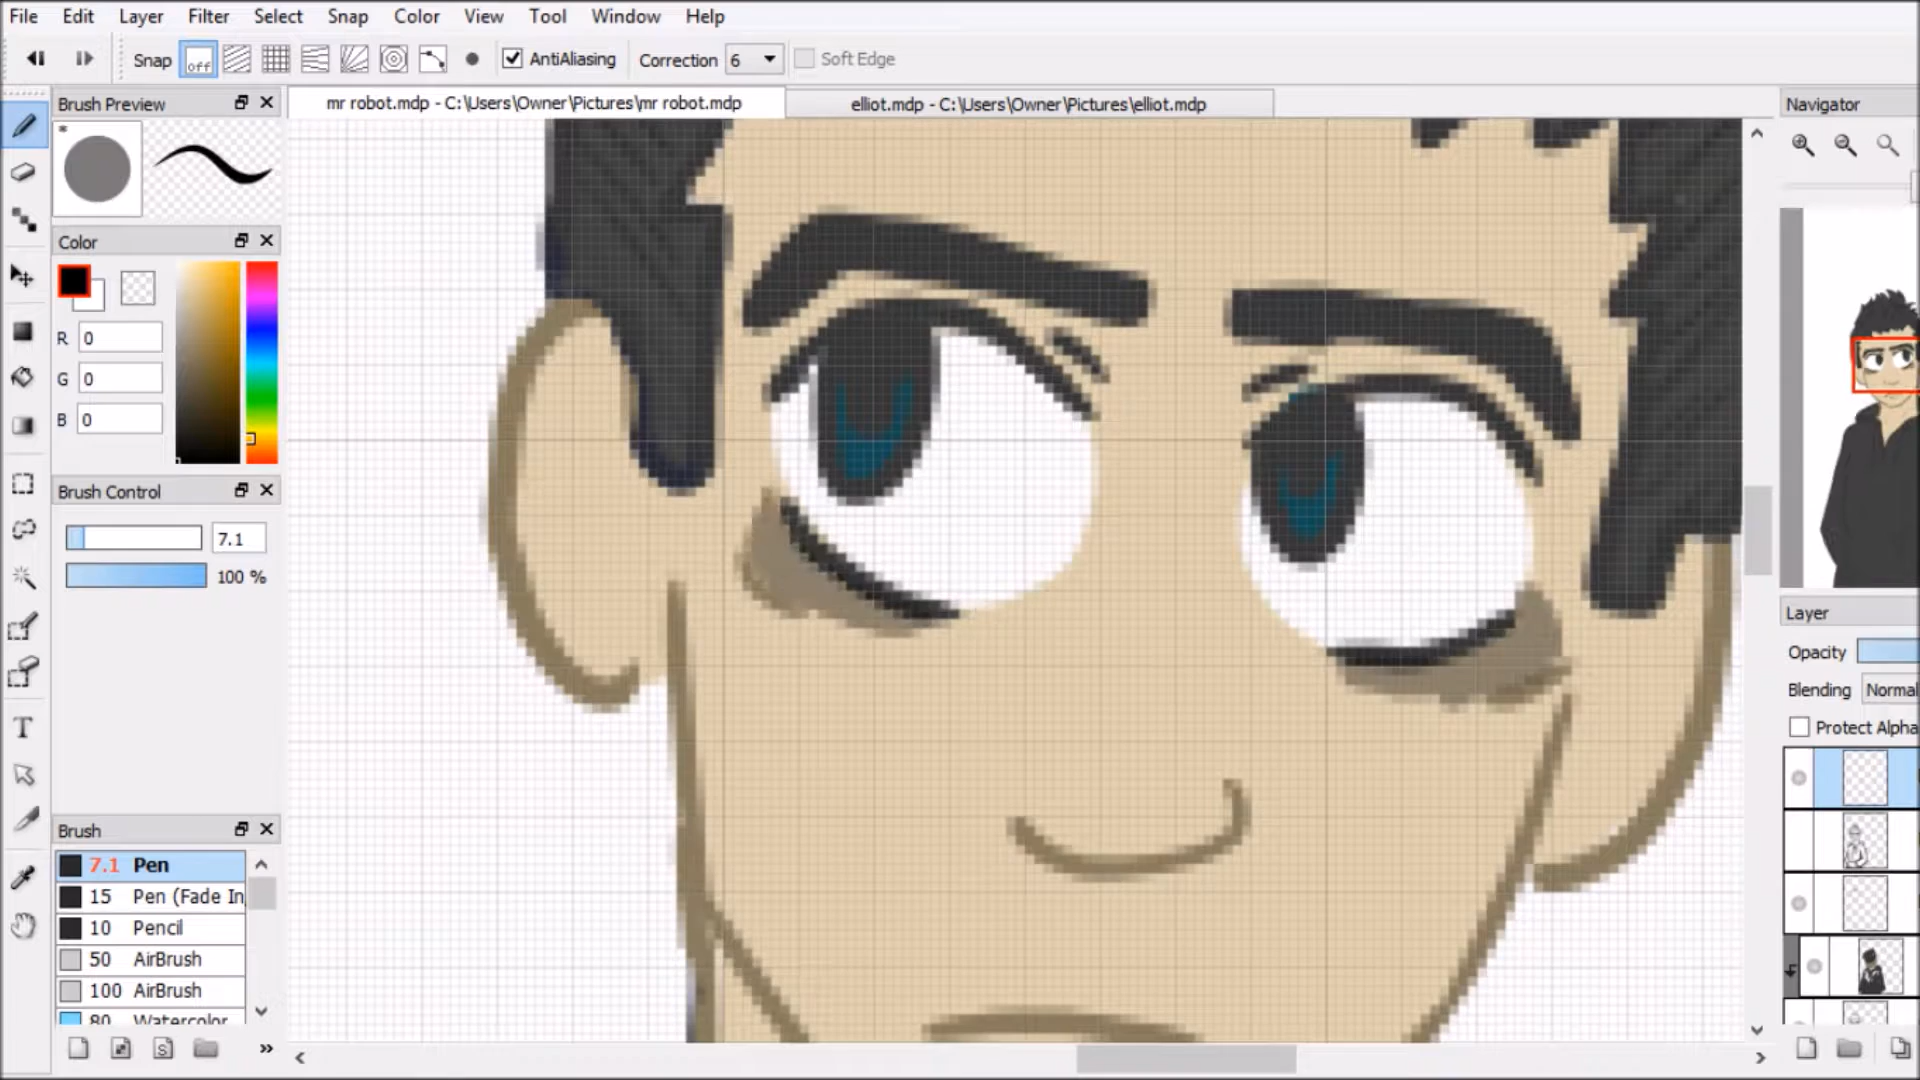 File Edit Layer Filter Select Snap Color View Tool Window Help
Snap off AntiAliasing Correction 6 Soft Edge
Brush Preview
mr robot.mdp - C:\Users\Owner\Pictures\mr robot.mdp
elliot.mdp - C:\Users\Owner\Pictures\elliot.mdp
Navigator
*
Color
R 0
G 0
B 0
Brush Control
7.1
100 %
Brush
7.1 Pen
15 Pen (Fade In
10 Pencil
50 AirBrush
100 AirBrush
80 Watercolor
S
»
T
Layer
Opacity
Blending Normal
Protect Alpha